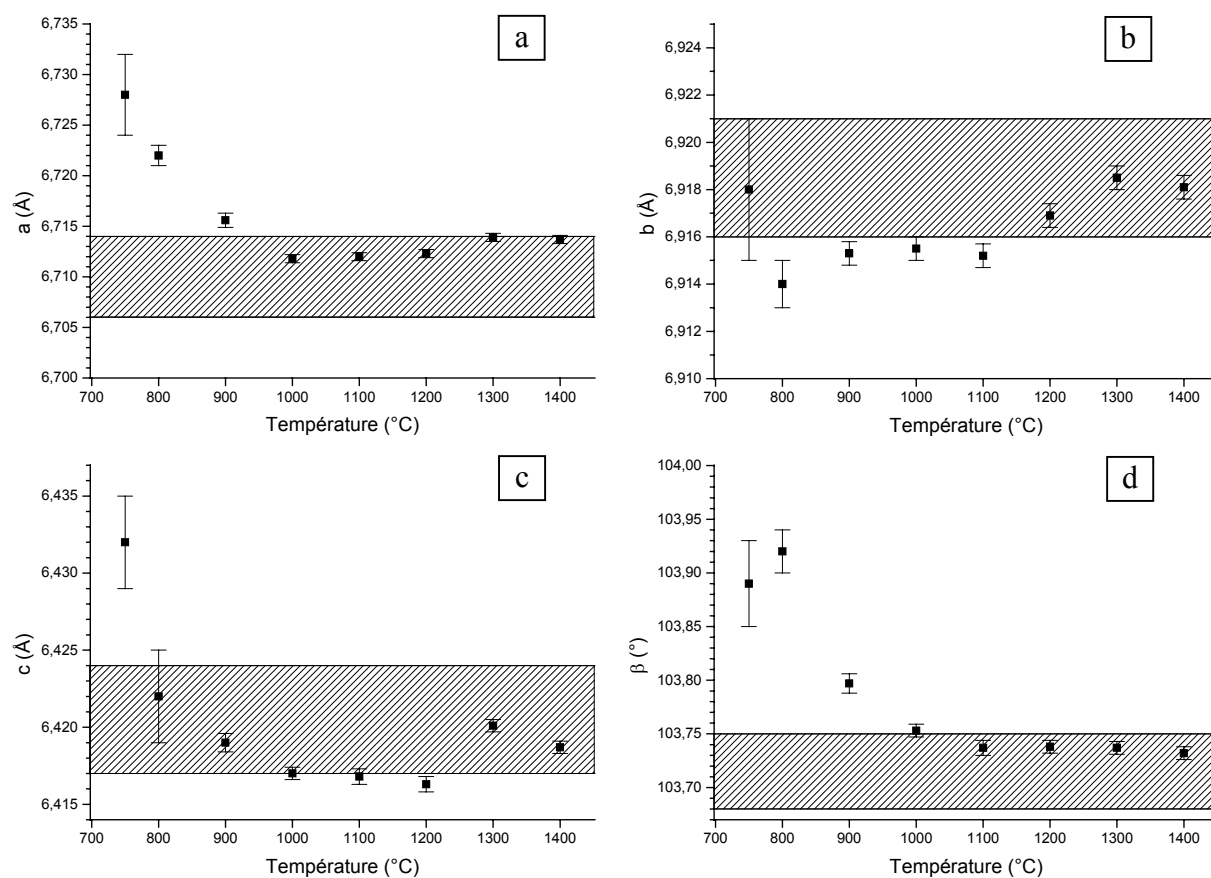 a
6,735
6,730
6,725
6,720
6,715
6,710
6,705
6,700
a (Å)
700 800 900 1000 1100 1200 1300 1400
Température (°C)
b
6,924
6,922
6,920
6,918
6,916
6,914
6,912
6,910
b (Å)
700 800 900 1000 1100 1200 1300 1400
Température (°C)
c
6,435
6,430
6,425
6,420
6,415
c (Å)
700 800 900 1000 1100 1200 1300 1400
Température (°C)
d
104,00
103,95
103,90
103,85
103,80
103,75
103,70
β (°)
700 800 900 1000 1100 1200 1300 1400
Température (°C)